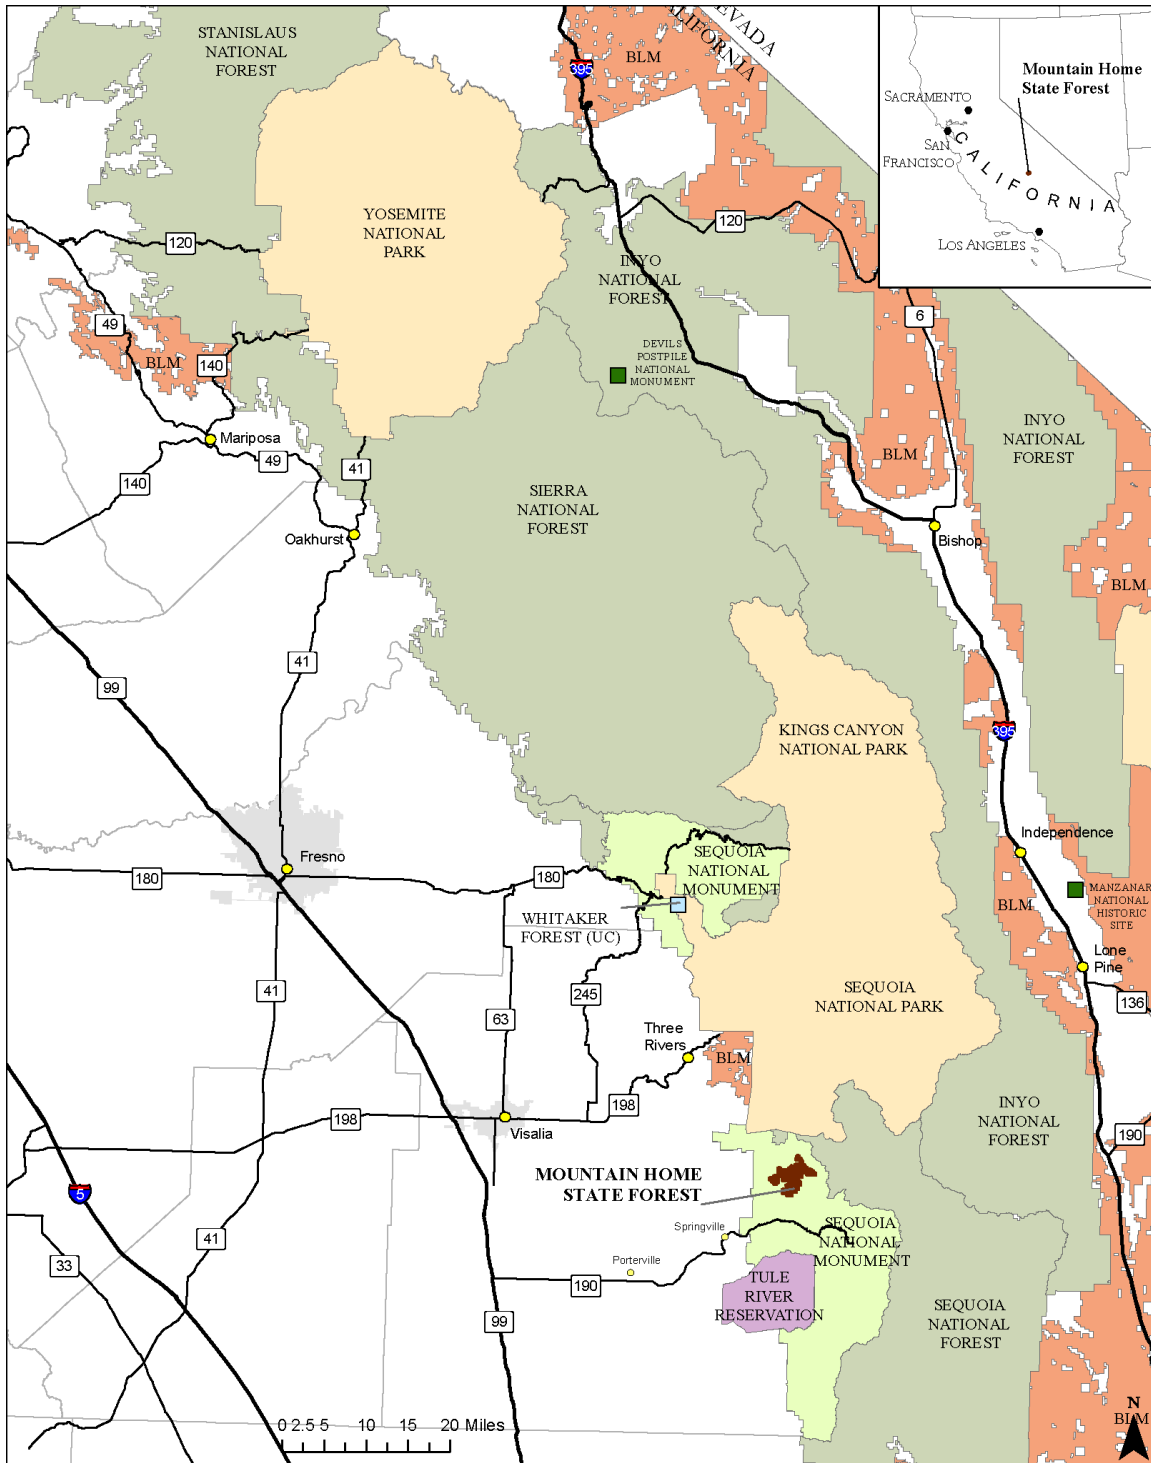 STANISLAUS
NATIONAL
FOREST
395
BLM
NEVADA
CALIFORNIA
Mountain Home
State Forest
SACRAMENTO
SAN
FRANCISCO
CALIFORNIA
LOS ANGELES
YOSEMITE
NATIONAL
PARK
120
120
INYO
NATIONAL
FOREST
6
49
BLM
140
DEVILS
POSTPILE
NATIONAL
MONUMENT
Mariposa
49
41
140
INYO
NATIONAL
FOREST
BLM
SIERRA
NATIONAL
FOREST
Oakhurst
Bishop
BLM
41
99
KINGS CANYON
NATIONAL PARK
395
Independence
Fresno
180
180
SEQUOIA
NATIONAL
MONUMENT
MANZANAR
NATIONAL
HISTORIC
SITE
BLM
WHITAKER
FOREST (UC)
Lone
Pine
41
245
63
SEQUOIA
NATIONAL PARK
136
Three
Rivers
BLM
198
198
Visalia
INYO
NATIONAL
FOREST
190
MOUNTAIN HOME
STATE FOREST
5
Springville
SEQUOIA
NATIONAL
MONUMENT
41
33
Porterville
190
TULE
RIVER
RESERVATION
99
SEQUOIA
NATIONAL
FOREST
N
BLM
0 2.5 5 10 15 20 Miles